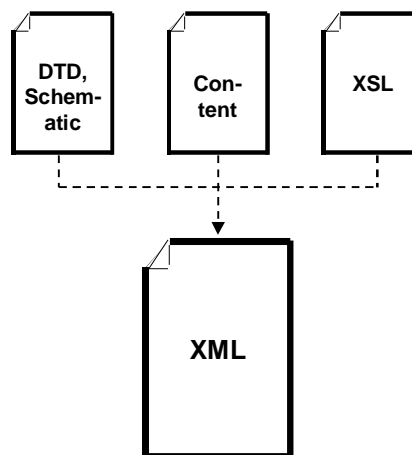 DTD,
Schem-
atic
Con-
tent
XSL
XML